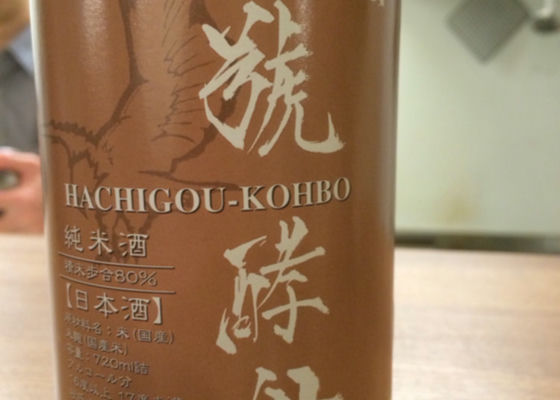 號
HACHIGOU-KOHBO
酵
純米酒
精米歩合80%
【日本酒】
原材料名：米(国産)
米麹(国産米)
容量：720ml詰
アルコール分